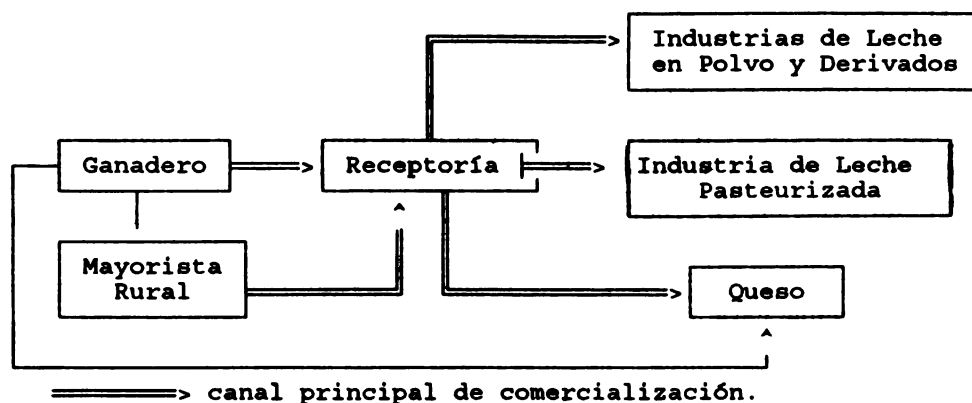 Industrias de Leche
en Polvo y Derivados
Ganadero
Receptoría
Industria de Leche
Pasteurizada
Mayorista
Rural
Queso
canal principal de comercialización.